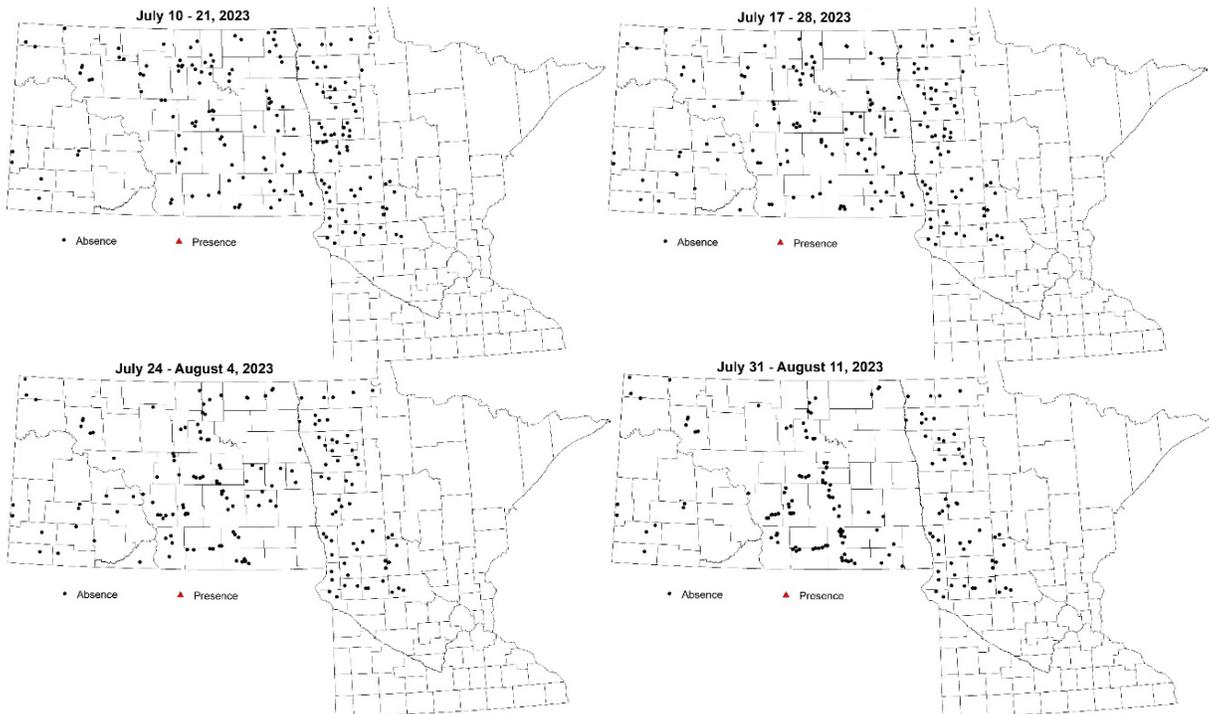 July 10 - 21, 2023
July 17 - 28, 2023
Absence Presence
Absence Presence
July 24 - August 4, 2023
July 31 - August 11, 2023
Absence Presence
Absence Presence